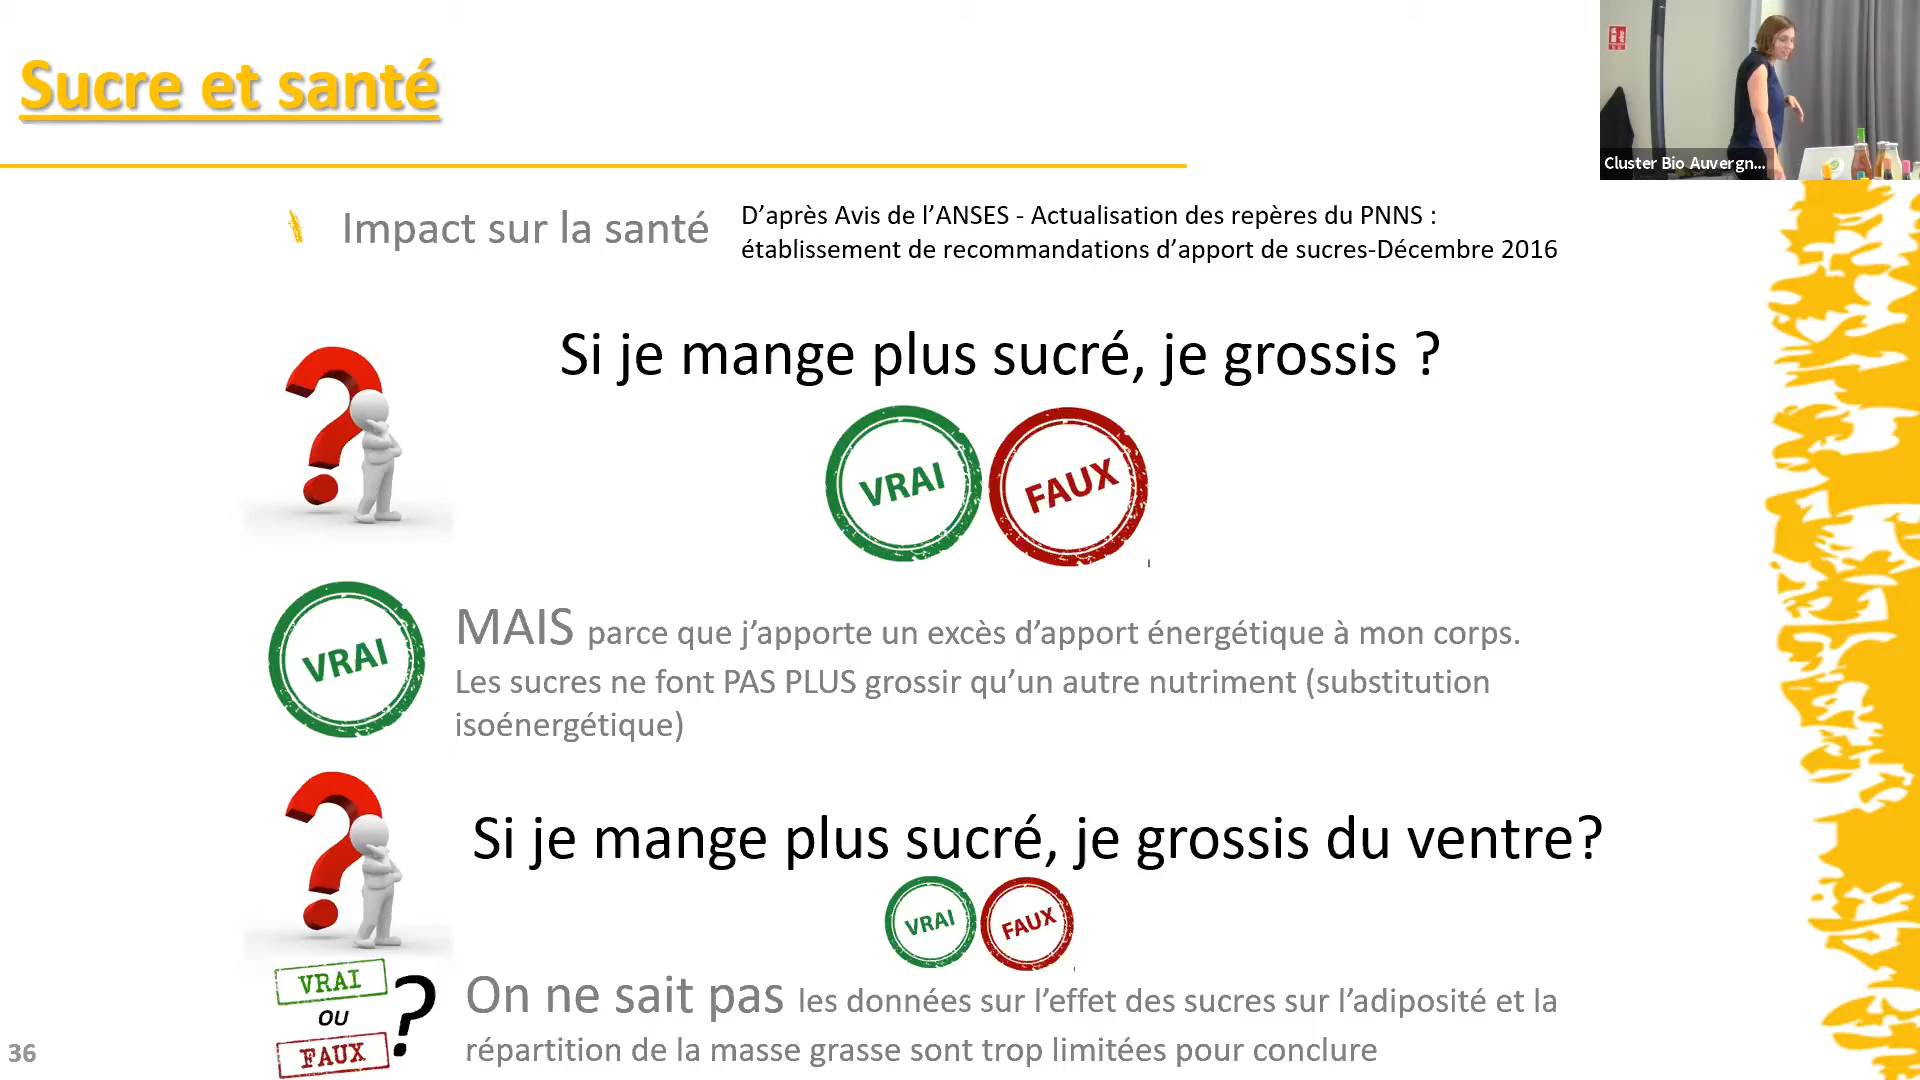 Sucre et santé
Cluster Bio Auvergn...
Impact sur la santé
D’après Avis de l’ANSES - Actualisation des repères du PNNS :
établissement de recommandations d’apport de sucres-Décembre 2016
Si je mange plus sucré, je grossis ?
VRAI
FAUX
VRAI
MAIS parce que j’apporte un excès d’apport énergétique à mon corps.
Les sucres ne font PAS PLUS grossir qu’un autre nutriment (substitution
isoénergétique)
Si je mange plus sucré, je grossis du ventre?
VRAI
FAUX
VRAI
OU
FAUX
?
On ne sait pas les données sur l’effet des sucres sur l’adiposité et la
répartition de la masse grasse sont trop limitées pour conclure
36